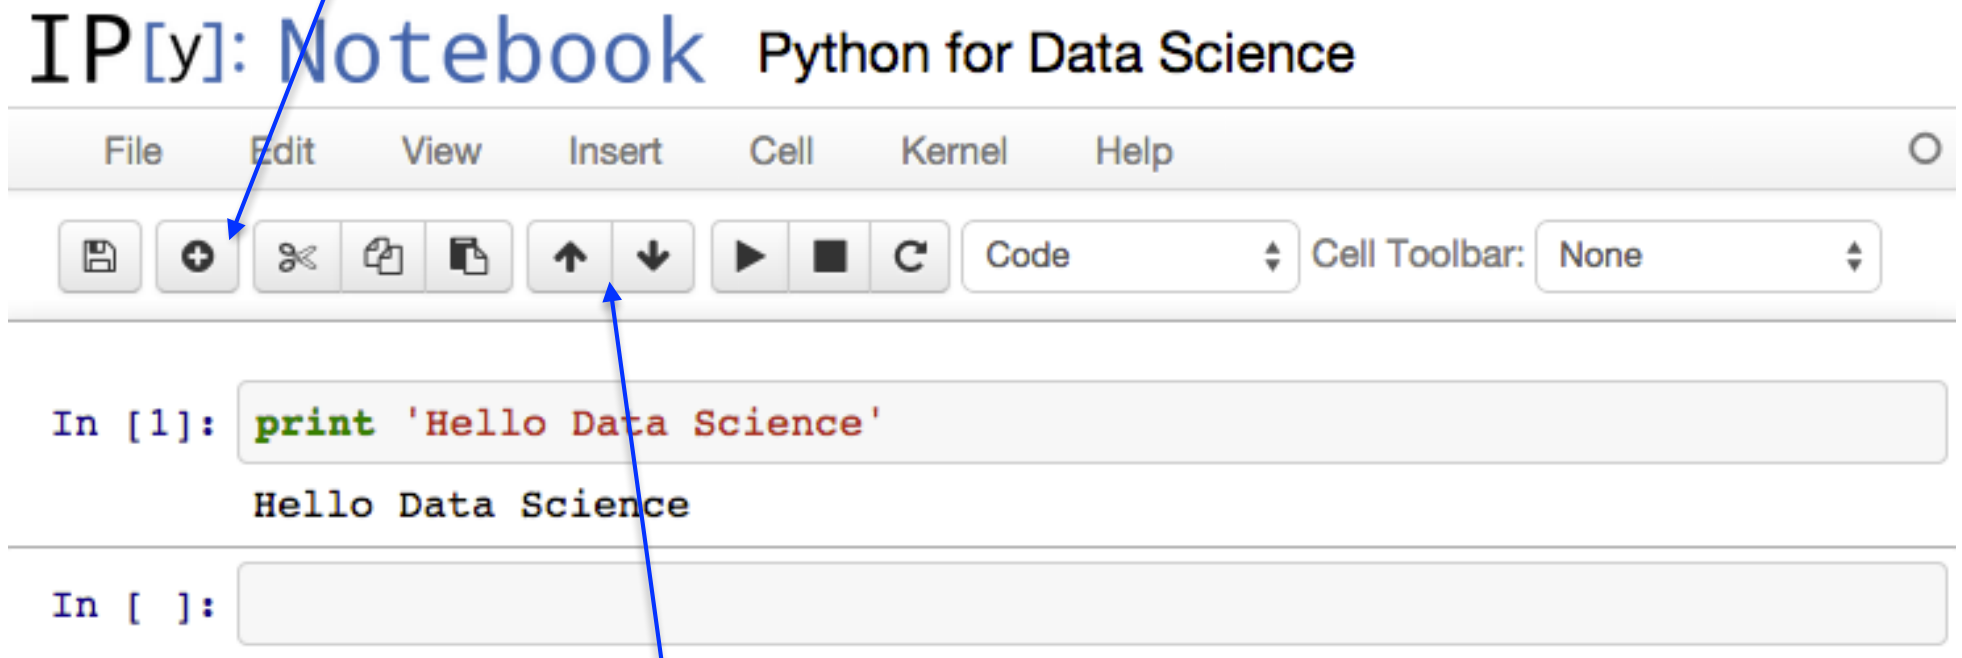 IP[y]: Notebook Python for Data Science
File Edit View Insert Cell Kernel Help
Code Cell Toolbar: None
In [1]: print 'Hello Data Science'
Hello Data Science
In [ ]: